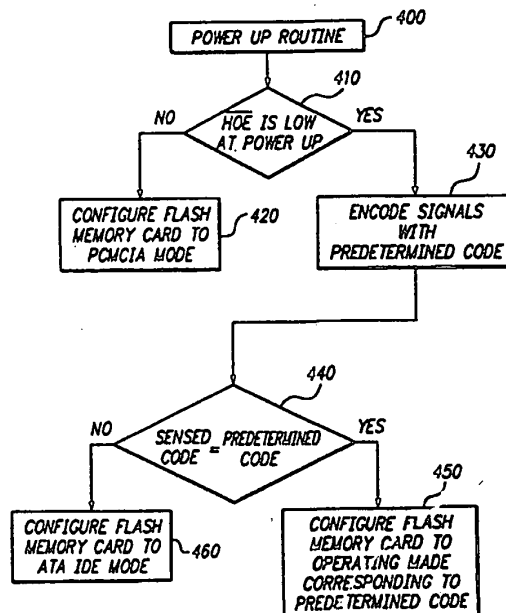 POWER UP ROUTINE
400
410
NO
HOE IS LOW
AT POWER UP
YES
CONFIGURE FLASH
MEMORY CARD TO
PCMCIA MODE
420
430
ENCODE SIGNALS
WITH
PREDETERMINED CODE
440
NO
SENSED CODE = PREDETERMINED CODE
YES
450
CONFIGURE FLASH
MEMORY CARD TO
ATA IDE MODE
460
CONFIGURE FLASH
MEMORY CARD TO
OPERATING MADE
CORRESPONDING TO
PREDETERMINED CODE